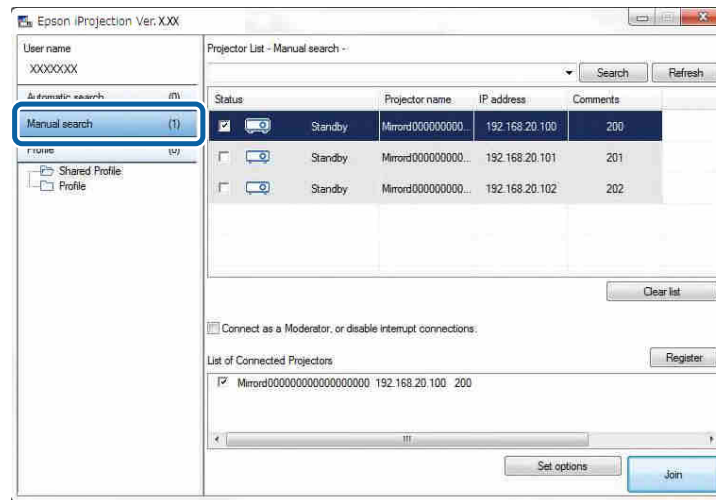 Epson iProjection Ver. X.XX
User name
XXXXXXX
Automatic search (0)
Manual search (1)
Profile (0)
Shared Profile
Profile
Projector List - Manual search -
Search Refresh
Status Projector name IP address Comments
Standby Mirrord000000000... 192.168.20.100 200
Standby Mirrord000000000... 192.168.20.101 201
Standby Mirrord000000000... 192.168.20.102 202
Clear list
Connect as a Moderator, or disable interrupt connections.
List of Connected Projectors Register
Mirrord000000000000000000 192.168.20.100 200
Set options Join